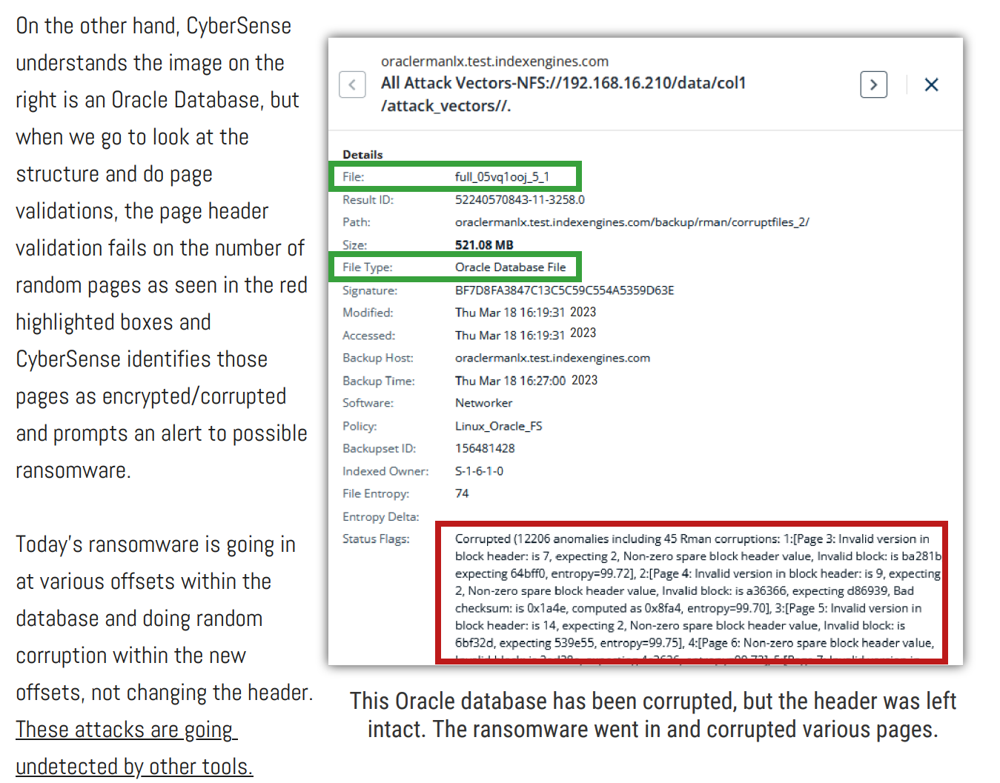 On the other hand, CyberSense
understands the image on the
right is an Oracle Database, but
when we go to look at the
structure and do page
validations, the page header
validation fails on the number of
random pages as seen in the red
highlighted boxes and
CyberSense identifies those
pages as encrypted/corrupted
and prompts an alert to possible
ransomware.
Today's ransomware is going in
at various offsets within the
database and doing random
corruption within the new
offsets, not changing the header.
These attacks are going
undetected by other tools.
oraclermanlx.test.indexengines.com
All Attack Vectors-NFS://192.168.16.210/data/col1
/attack_vectors//.
Details
File: full_05vq1ooj_5_1
Result ID: 52240570843-11-3258.0
Path: oraclermanlx.test.indexengines.com/backup/rman/corruptfiles_2/
Size: 521.08 MB
File Type: Oracle Database File
Signature: BF7D8FA3847C13C5C59C554A5359D63E
Modified: Thu Mar 18 16:19:31 2023
Accessed: Thu Mar 18 16:19:31 2023
Backup Host: oraclermanlx.test.indexengines.com
Backup Time: Thu Mar 18 16:27:00 2023
Software: Networker
Policy: Linux_Oracle_FS
Backupset ID: 156481428
Indexed Owner: S-1-6-1-0
File Entropy: 74
Entropy Delta:
Status Flags: Corrupted (12206 anomalies including 45 Rman corruptions: 1:[Page 3: Invalid version in
block header: is 7, expecting 2, Non-zero spare block header value, Invalid block: is ba281b
expecting 64bff0, entropy=99.72], 2:[Page 4: Invalid version in block header: is 9, expecting
2, Non-zero spare block header value, Invalid block: is a36366, expecting d86939, Bad
checksum: is 0x1a4e, computed as 0x8fa4, entropy=99.70], 3:[Page 5: Invalid version in
block header: is 14, expecting 2, Non-zero spare block header value, Invalid block: is
6bf32d, expecting 539e55, entropy=99.75], 4:[Page 6: Non-zero spare block header value,
This Oracle database has been corrupted, but the header was left
intact. The ransomware went in and corrupted various pages.